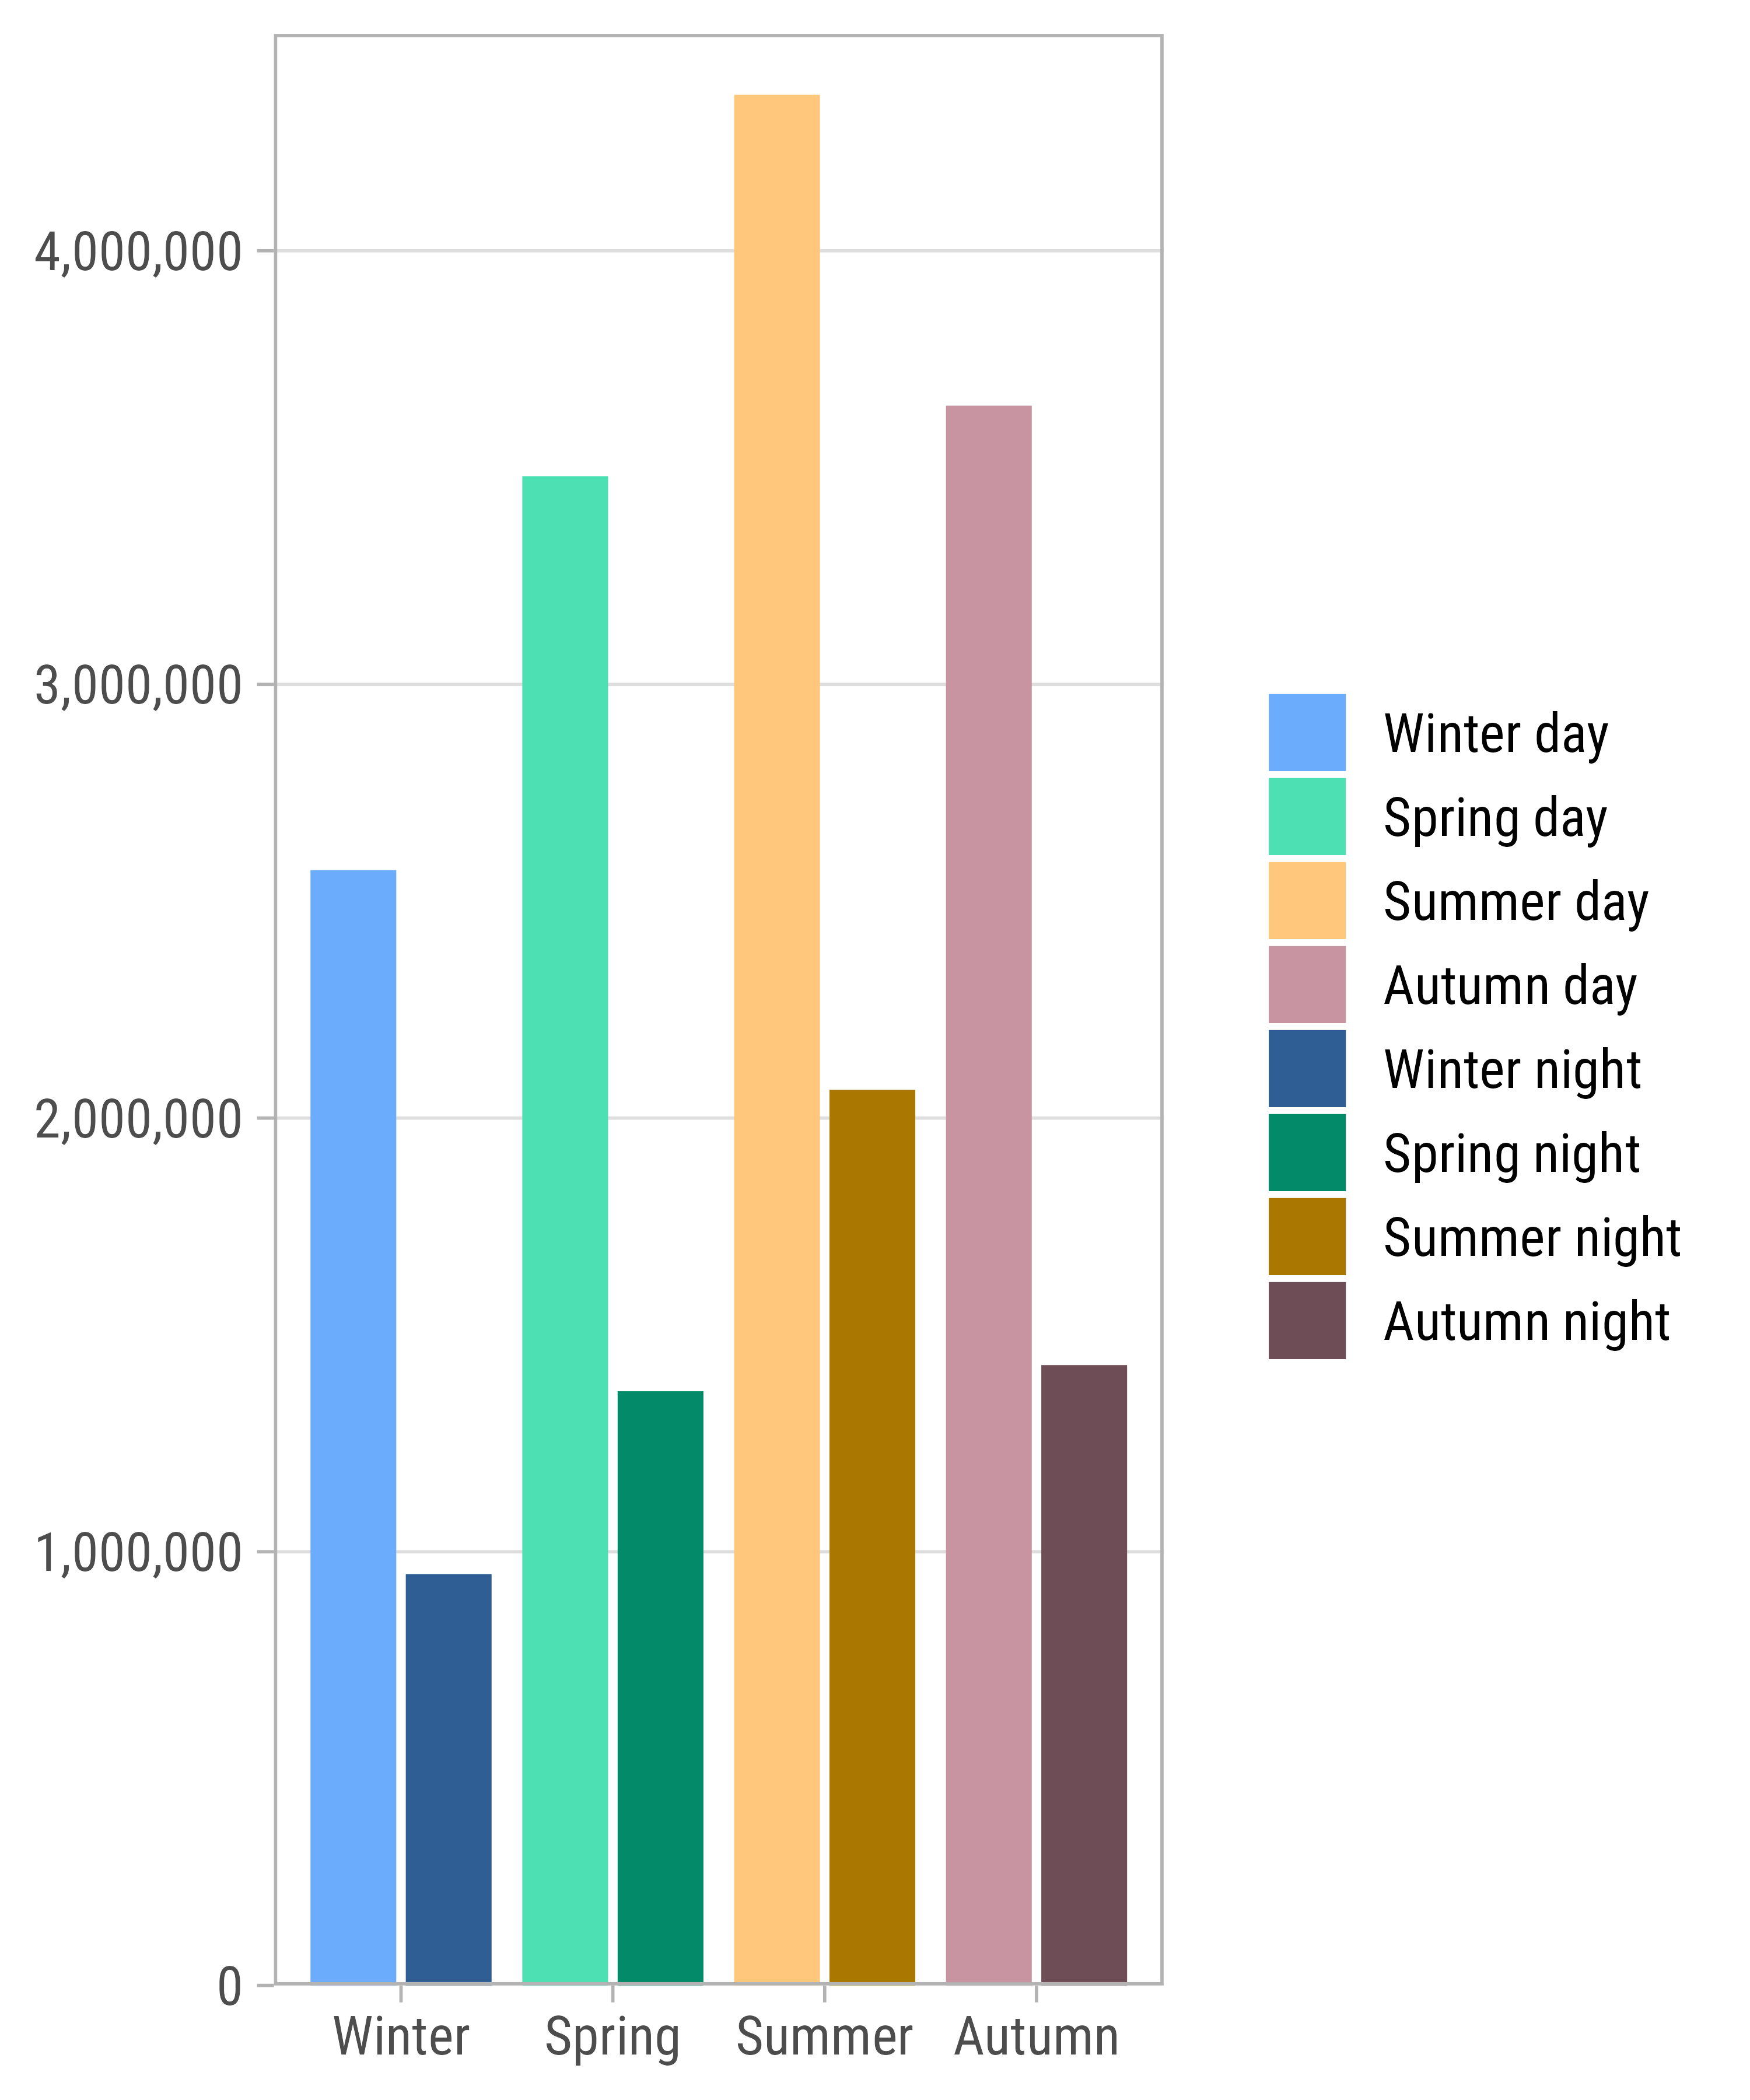 4,000,000
3,000,000
2,000,000
1,000,000
0
Winter
Spring
Summer
Autumn
Winter day
Spring day
Summer day
Autumn day
Winter night
Spring night
Summer night
Autumn night